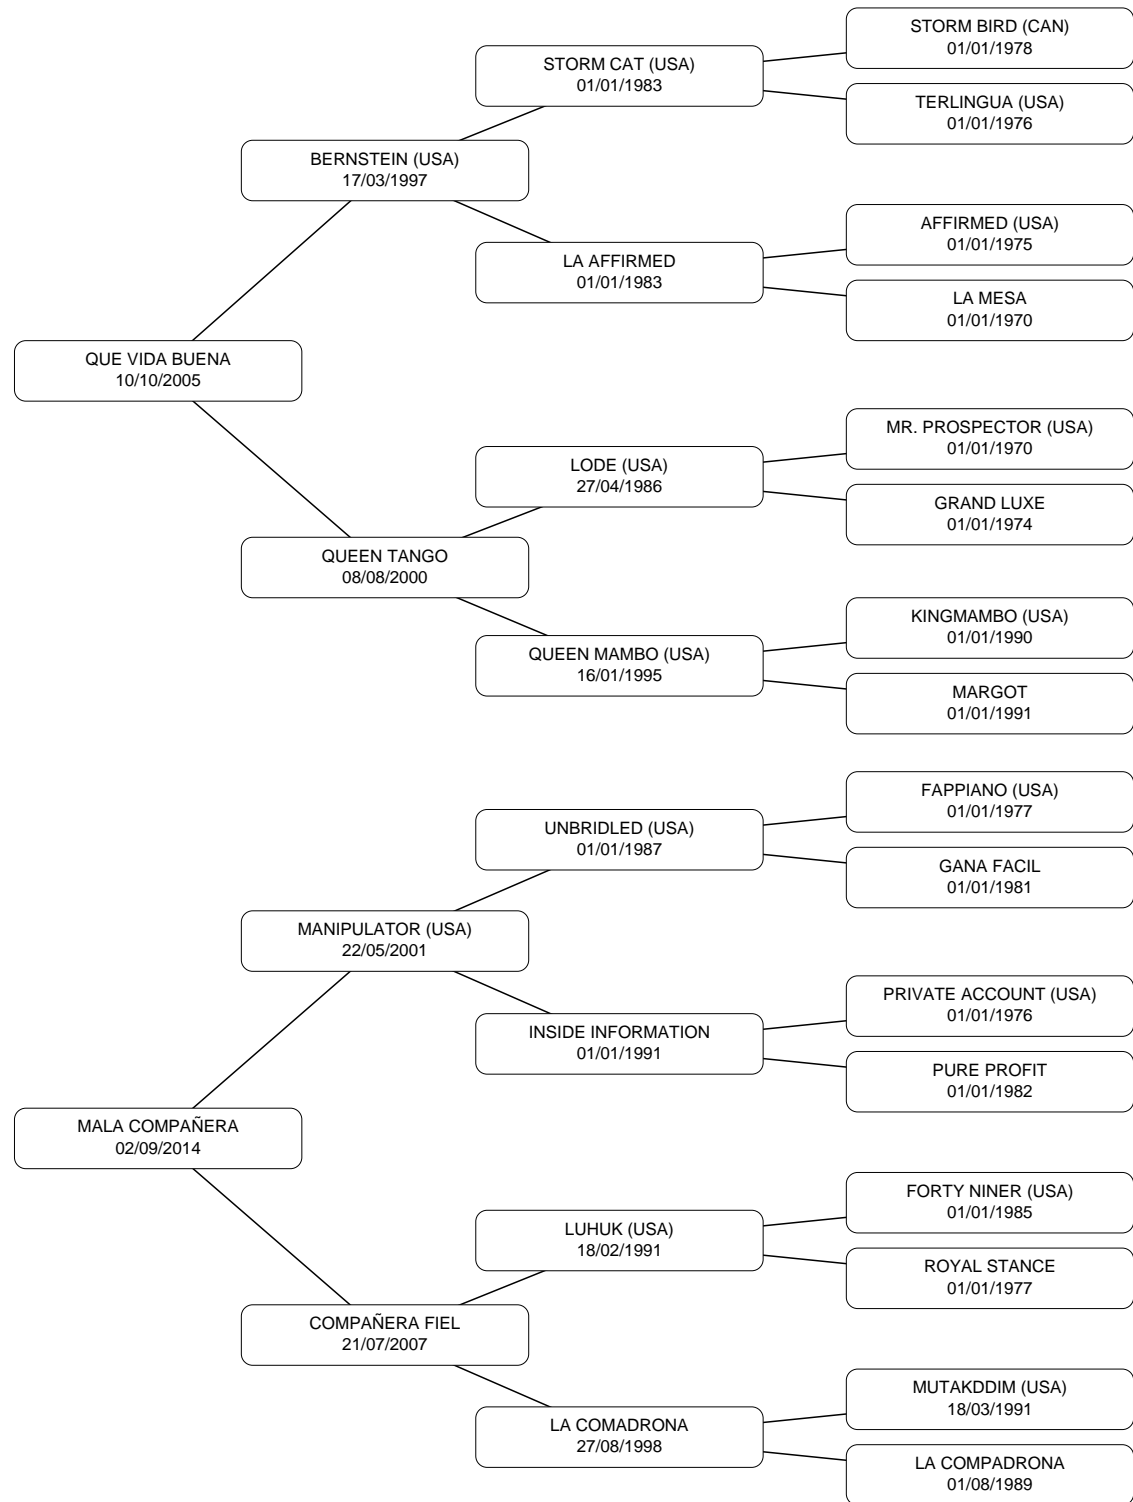 STORM BIRD (CAN)
01/01/1978
STORM CAT (USA)
01/01/1983
TERLINGUA (USA)
01/01/1976
BERNSTEIN (USA)
17/03/1997
AFFIRMED (USA)
01/01/1975
LA AFFIRMED
01/01/1983
LA MESA
01/01/1970
QUE VIDA BUENA
10/10/2005
MR. PROSPECTOR (USA)
01/01/1970
LODE (USA)
27/04/1986
GRAND LUXE
01/01/1974
QUEEN TANGO
08/08/2000
KINGMAMBO (USA)
01/01/1990
QUEEN MAMBO (USA)
16/01/1995
MARGOT
01/01/1991
FAPPIANO (USA)
01/01/1977
UNBRIDLED (USA)
01/01/1987
GANA FACIL
01/01/1981
MANIPULATOR (USA)
22/05/2001
PRIVATE ACCOUNT (USA)
01/01/1976
INSIDE INFORMATION
01/01/1991
PURE PROFIT
01/01/1982
MALA COMPAÑERA
02/09/2014
FORTY NINER (USA)
01/01/1985
LUHUK (USA)
18/02/1991
ROYAL STANCE
01/01/1977
COMPAÑERA FIEL
21/07/2007
MUTAKDDIM (USA)
18/03/1991
LA COMADRONA
27/08/1998
LA COMPADRONA
01/08/1989